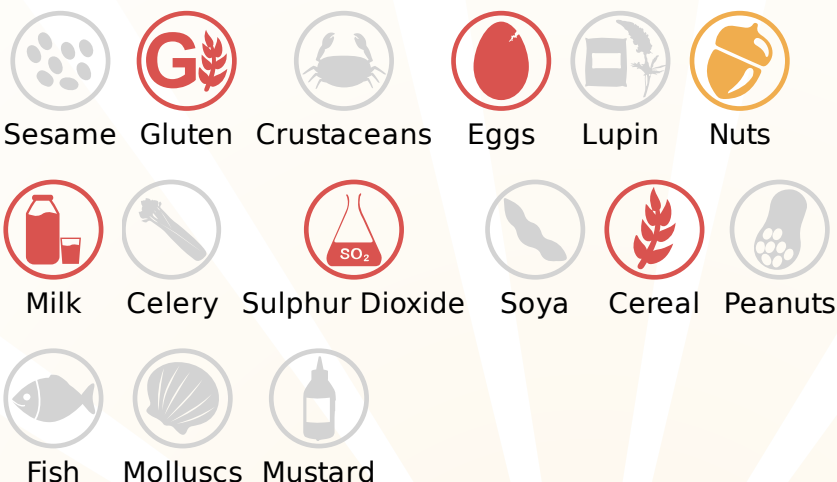 G
Sesame Gluten Crustaceans Eggs Lupin Nuts
SO₂
Milk Celery Sulphur Dioxide Soya Cereal Peanuts
Fish Molluscs Mustard